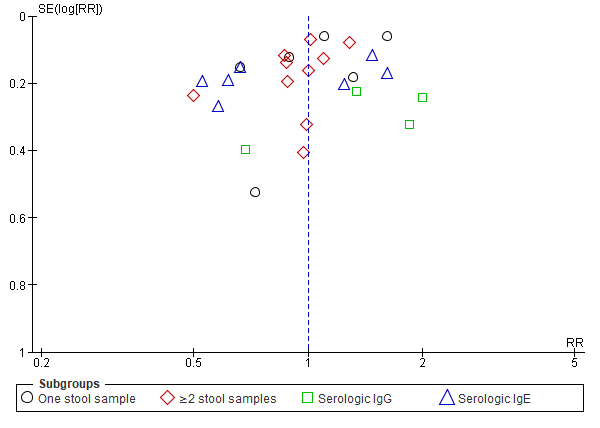 SE(log[RR])
0
0.2
0.4
0.6
0.8
1
RR
0.2 0.5 1 2 5
Subgroups
One stool sample ≥2 stool samples Serologic IgG Serologic IgE